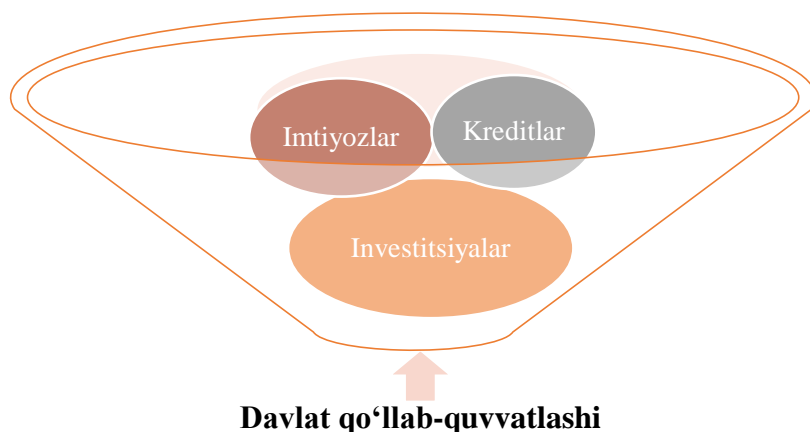 Imtiyozlar
Kreditlar
Investitsiyalar
Davlat qo‘llab-quvvatlashi